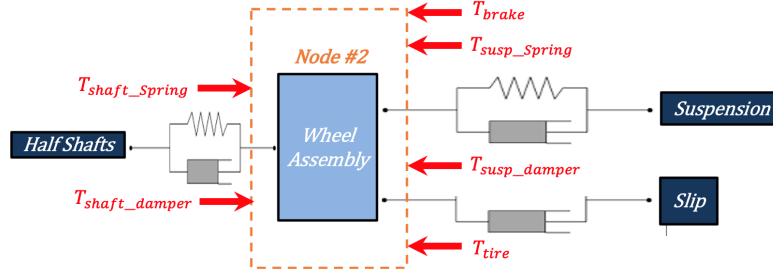 T_brake
Node #2
T_susp_Spring
T_shaft_Spring
Half Shafts
Wheel
Assembly
Suspension
T_susp_damper
T_shaft_damper
Slip
T_tire